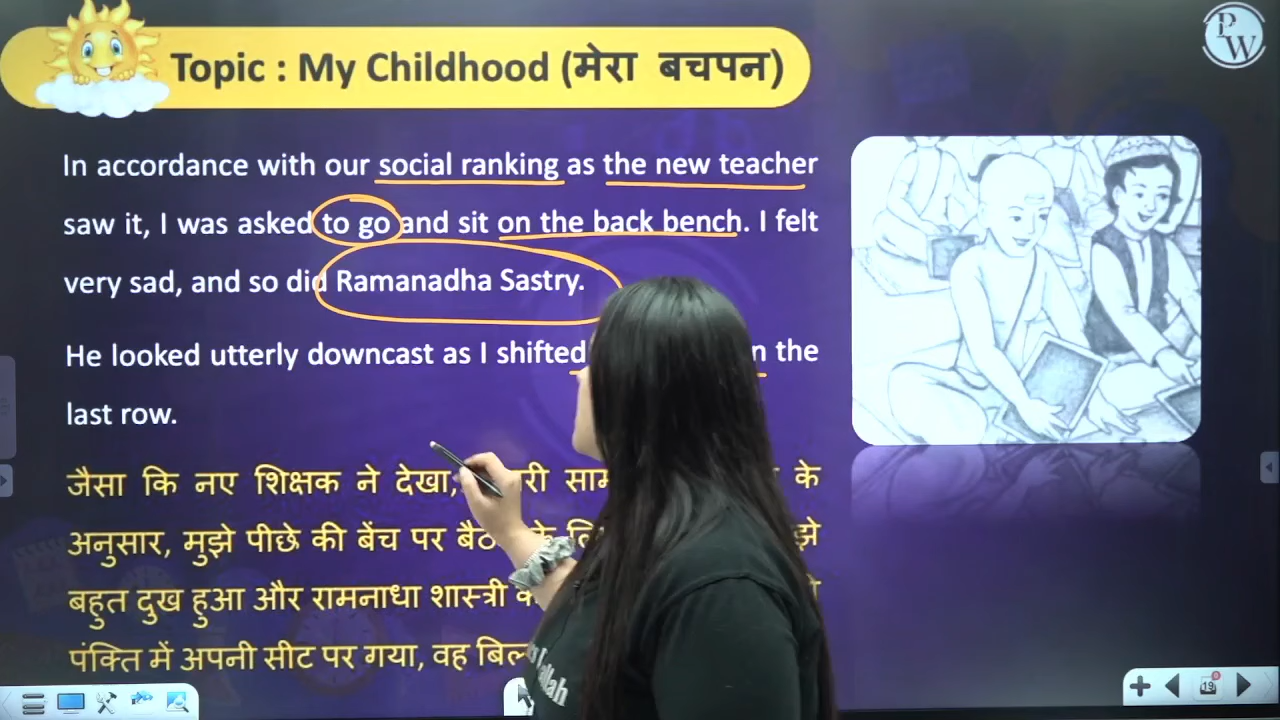 Topic : My Childhood (मेरा बचपन)
PW
In accordance with our social ranking as the new teacher
saw it, I was asked to go and sit on the back bench. I felt
very sad, and so did Ramanadha Sastry.
He looked utterly downcast as I shifted the
last row.
जैसा कि नए शिक्षक ने देखा, के
अनुसार, मुझे पीछे की बेंच पर
बहुत दुख हुआ और रामनाधा शास्त्री
पंक्ति में अपनी सीट पर गया, वह
19